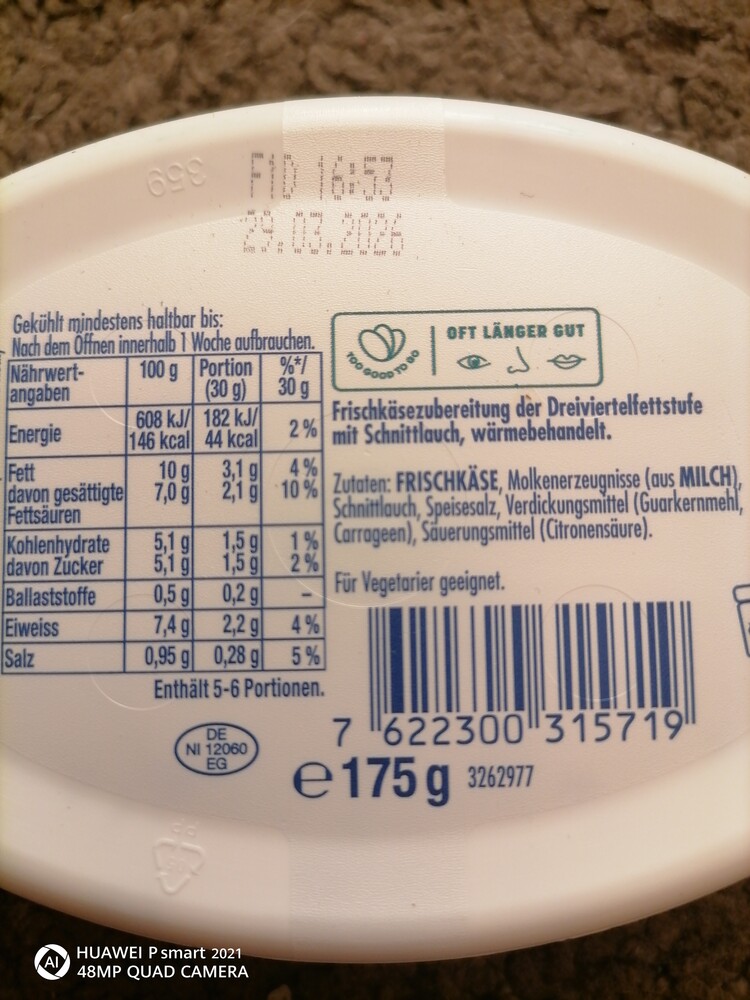 359
F1D 16:53
29.03.2026
Gekühlt mindestens haltbar bis:
Nach dem Öffnen innerhalb 1 Woche aufbrauchen.
Nährwert-angaben 100 g Portion (30 g) %*/ 30 g
Energie 608 kJ/ 146 kcal 182 kJ/ 44 kcal 2 %
Fett 10 g 3,1 g 4 %
davon gesättigte Fettsäuren 7,0 g 2,1 g 10 %
Kohlenhydrate 5,1 g 1,5 g 1 %
davon Zucker 5,1 g 1,5 g 2 %
Ballaststoffe 0,5 g 0,2 g –
Eiweiss 7,4 g 2,2 g 4 %
Salz 0,95 g 0,28 g 5 %
Enthält 5-6 Portionen.
TOO GOOD TO GO
OFT LÄNGER GUT
Frischkäsezubereitung der Dreiviertelfettstufe
mit Schnittlauch, wärmebehandelt.
Zutaten: FRISCHKÄSE, Molkenerzeugnisse (aus MILCH),
Schnittlauch, Speisesalz, Verdickungsmittel (Guarkernmehl,
Carrageen), Säuerungsmittel (Citronensäure).
Für Vegetarier geeignet.
7 622300 315719
DE
NI 12060
EG
e 175 g 3262977
AI
HUAWEI P smart 2021
48MP QUAD CAMERA